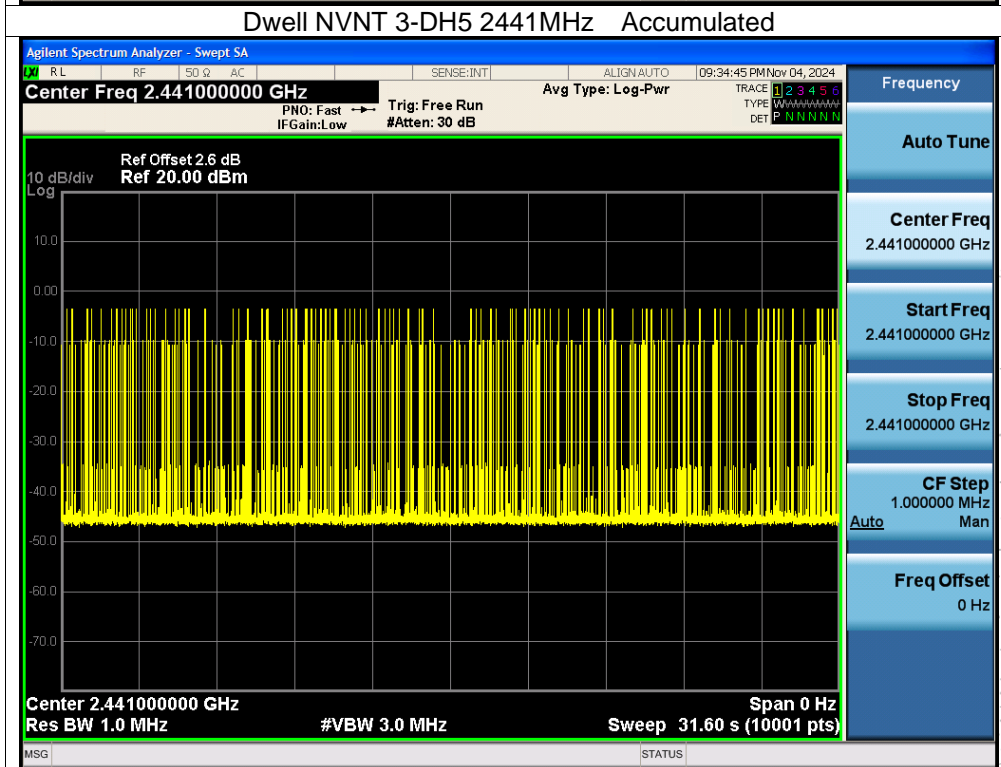 Dwell NVNT 3-DH5 2441MHz Accumulated
Agilent Spectrum Analyzer - Swept SA
LXI RL RF 50 Ω AC SENSE:INT ALIGNAUTO 09:34:45 PMNov 04, 2024
Center Freq 2.441000000 GHz
PNO: Fast
IFGain:Low
Trig: Free Run
#Atten: 30 dB
Avg Type: Log-Pwr
TRACE 1 2 3 4 5 6
TYPE WWWWWWW
DET P N N N N N
Frequency
Auto Tune
Center Freq
2.441000000 GHz
Start Freq
2.441000000 GHz
Stop Freq
2.441000000 GHz
CF Step
1.000000 MHz
Auto Man
Freq Offset
0 Hz
Ref Offset 2.6 dB
10 dB/div Ref 20.00 dBm
Log
10.0
0.00
-10.0
-20.0
-30.0
-40.0
-50.0
-60.0
-70.0
Center 2.441000000 GHz Span 0 Hz
Res BW 1.0 MHz #VBW 3.0 MHz Sweep 31.60 s (10001 pts)
MSG STATUS